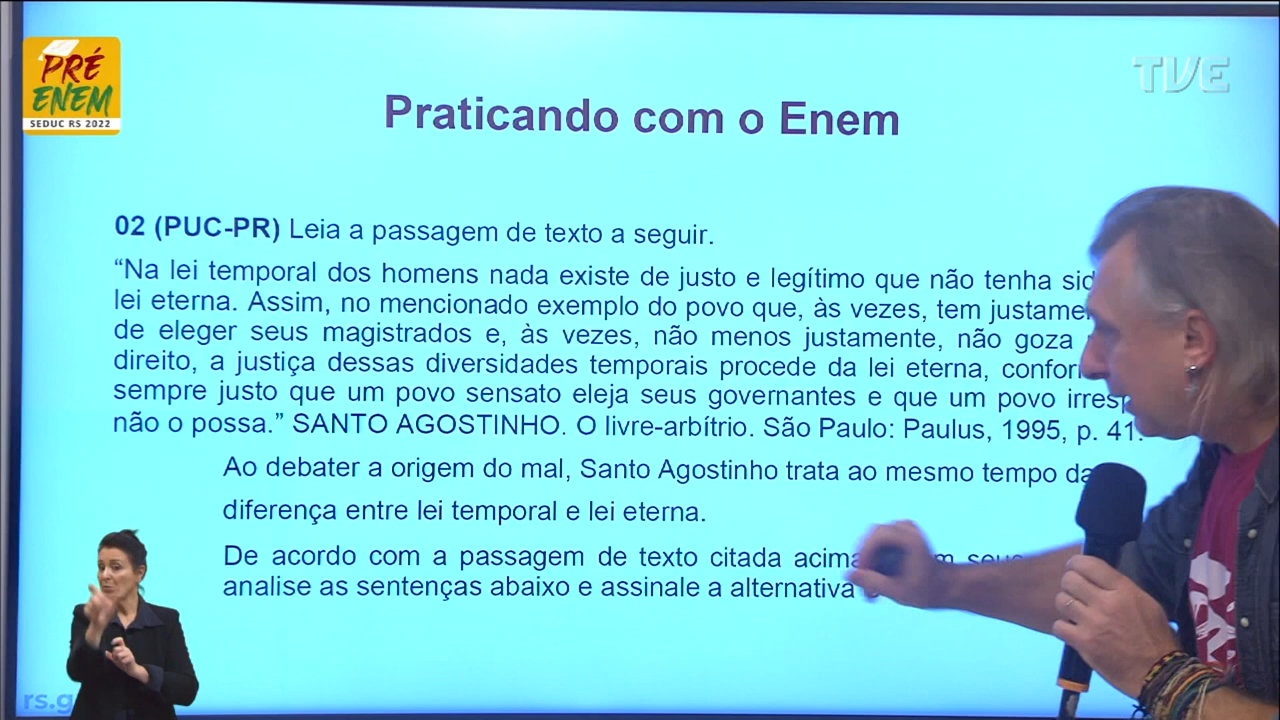 PRÉ
ENEM
SEDUC RS 2022
TVE
Praticando com o Enem
02 (PUC-PR) Leia a passagem de texto a seguir.
“Na lei temporal dos homens nada existe de justo e legítimo que não tenha
lei eterna. Assim, no mencionado exemplo do povo que, às vezes, tem
de eleger seus magistrados e, às vezes, não menos justamente, não goza
direito, a justiça dessas diversidades temporais procede da lei eterna,
sempre justo que um povo sensato eleja seus governantes e que um povo
não o possa.” SANTO AGOSTINHO. O livre-arbítrio. São Paulo: Paulus, 1995, p. 41.
Ao debater a origem do mal, Santo Agostinho trata ao mesmo tempo da
diferença entre lei temporal e lei eterna.
De acordo com a passagem de texto citada acima
analise as sentenças abaixo e assinale a alternativa
rs.g